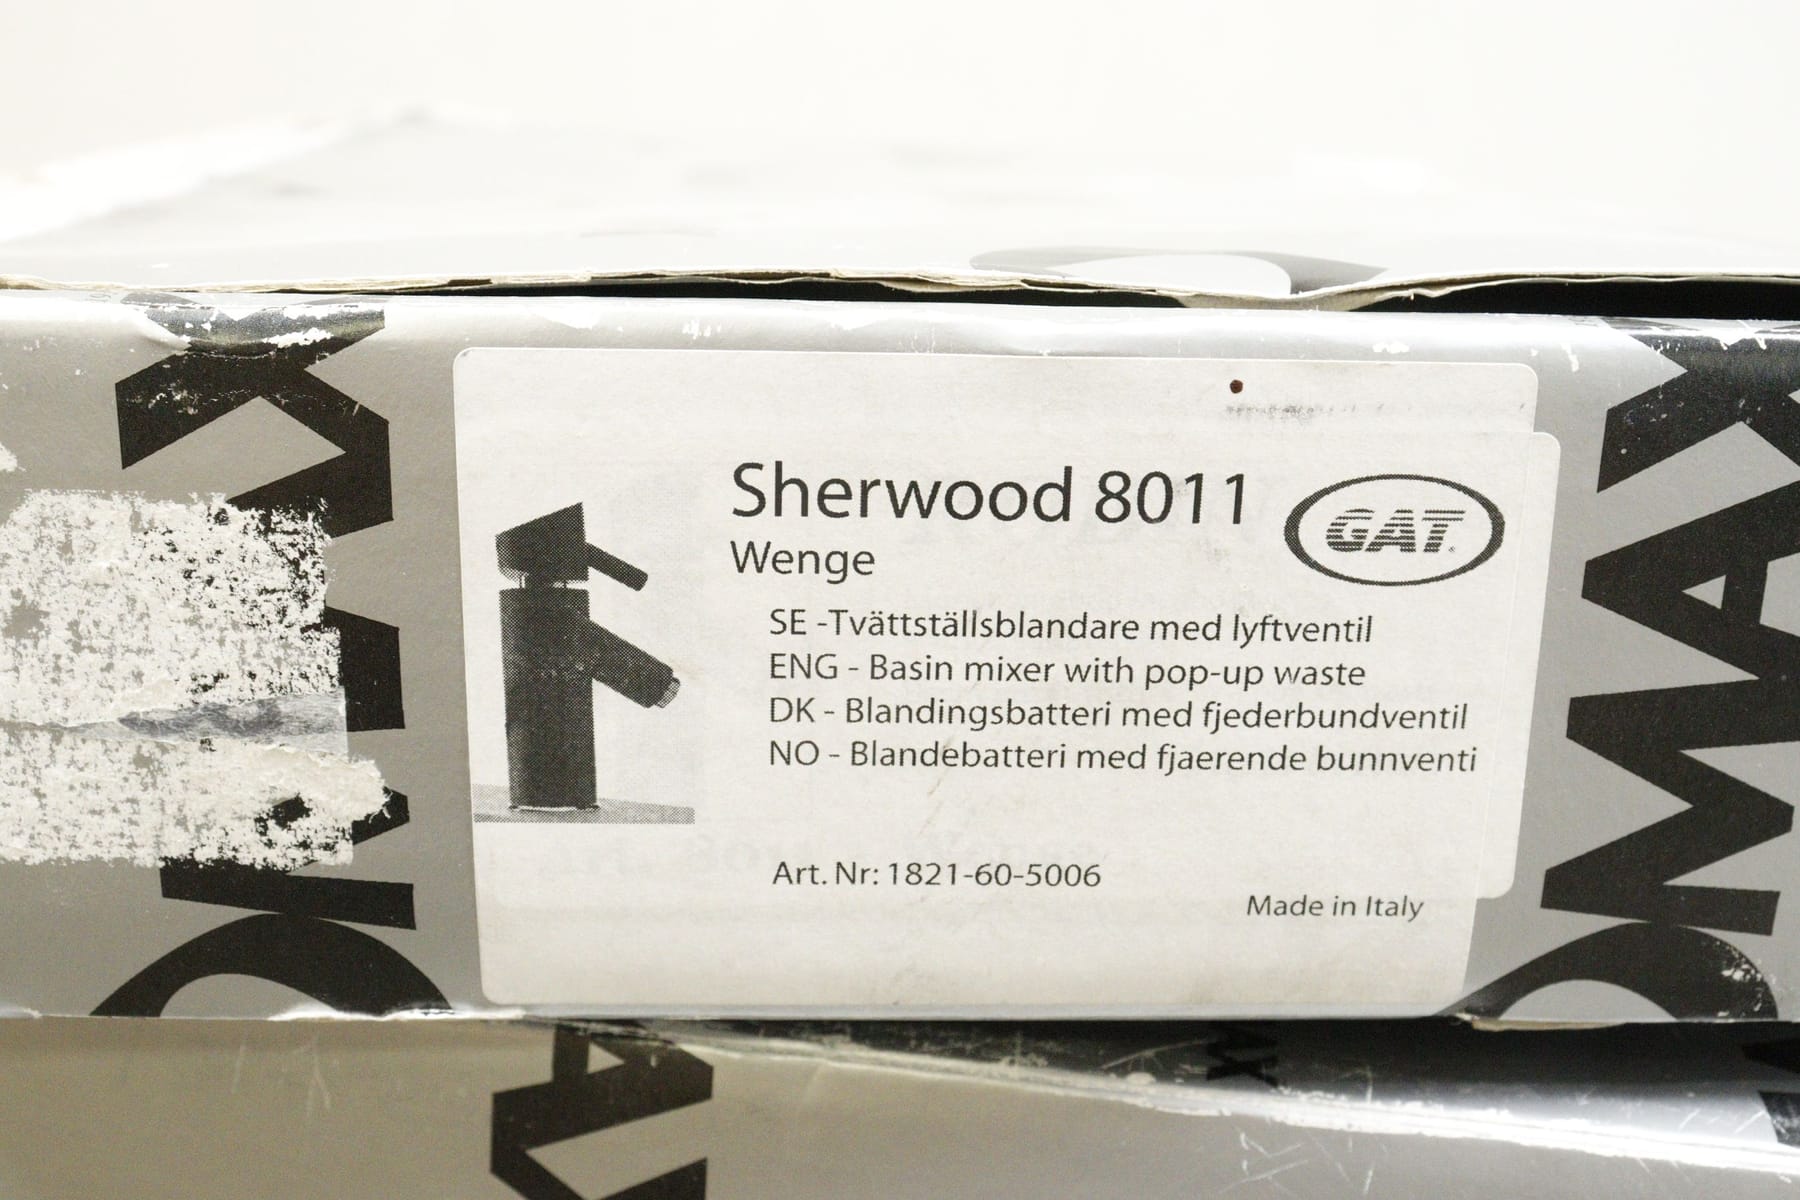 Sherwood 8011
Wenge
GAT
SE -Tvättställsblandare med lyftventil
ENG - Basin mixer with pop-up waste
DK - Blandingsbatteri med fjederbundventil
NO - Blandebatteri med fjaerende bunnventi
Art. Nr: 1821-60-5006
Made in Italy